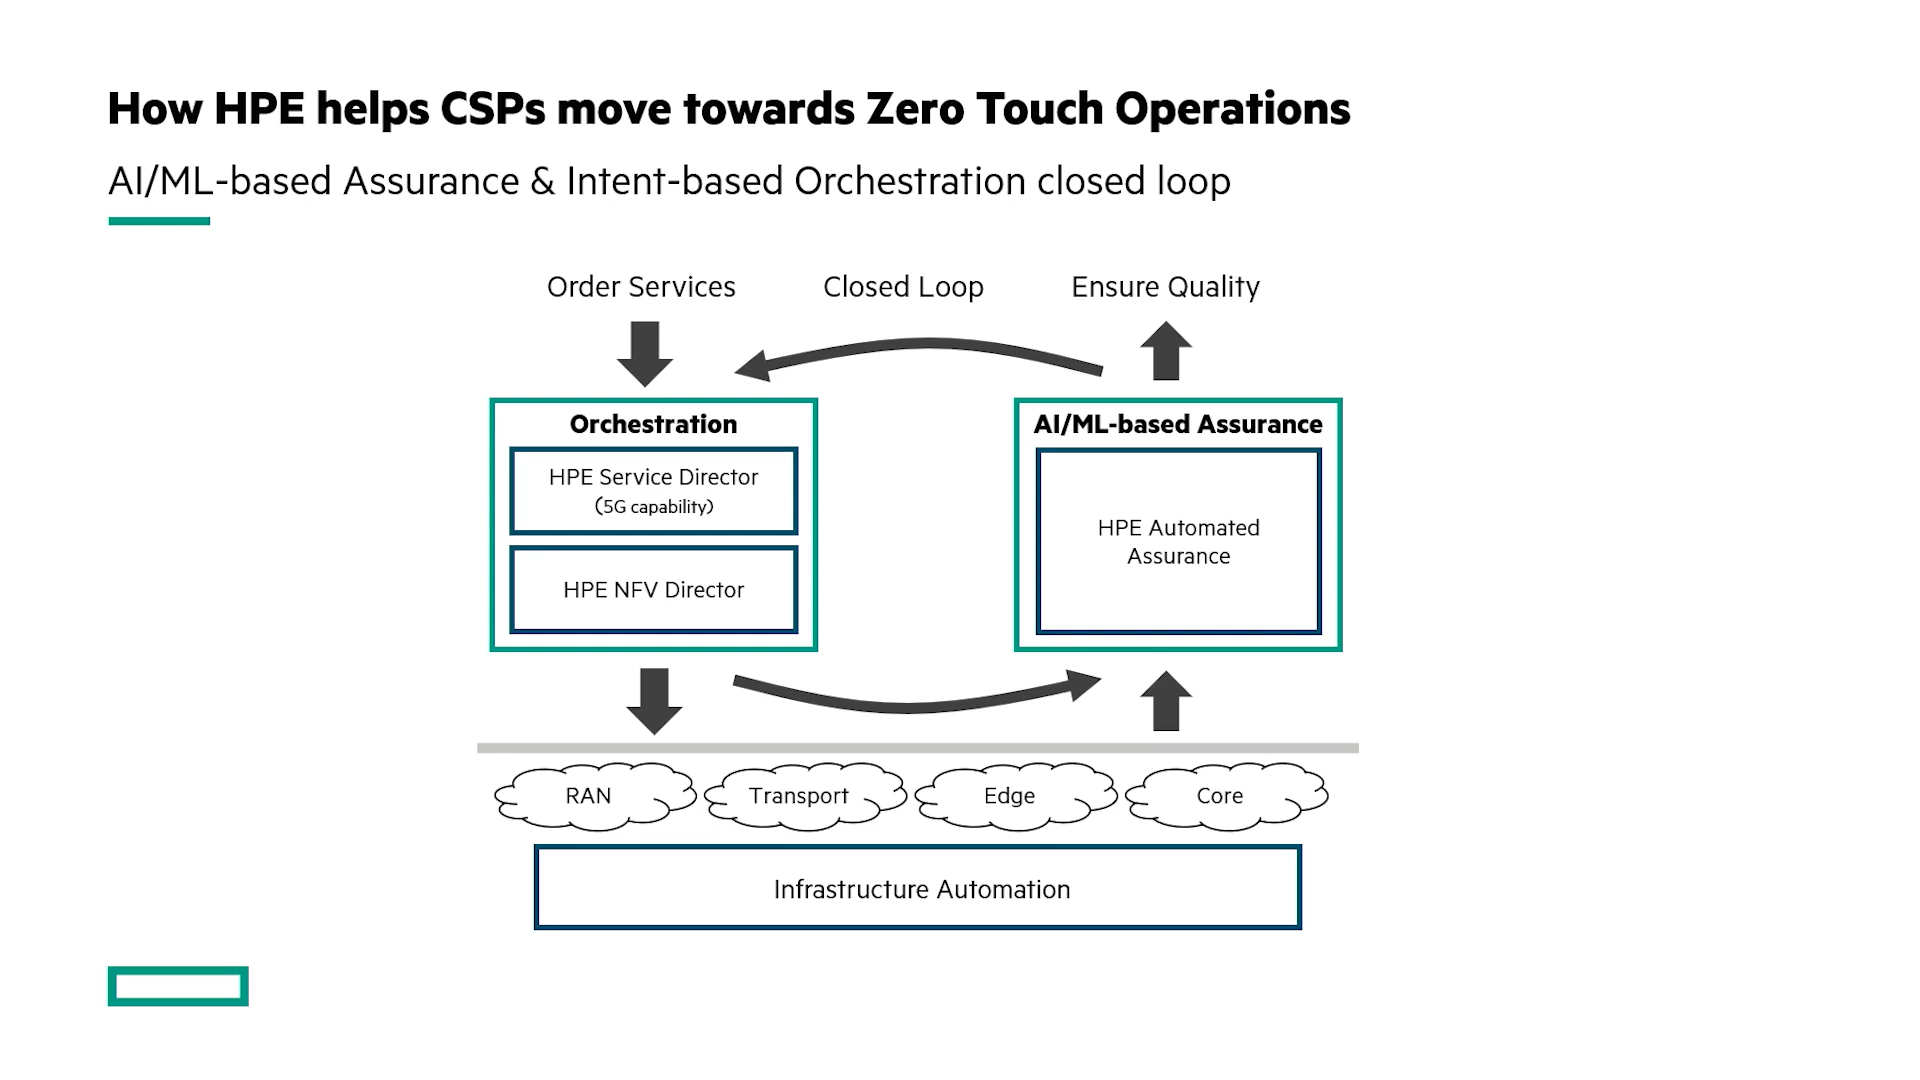 How HPE helps CSPs move towards Zero Touch Operations
AI/ML-based Assurance & Intent-based Orchestration closed loop
Order Services
Closed Loop
Ensure Quality
Orchestration
HPE Service Director
(5G capability)
HPE NFV Director
AI/ML-based Assurance
HPE Automated
Assurance
RAN
Transport
Edge
Core
Infrastructure Automation